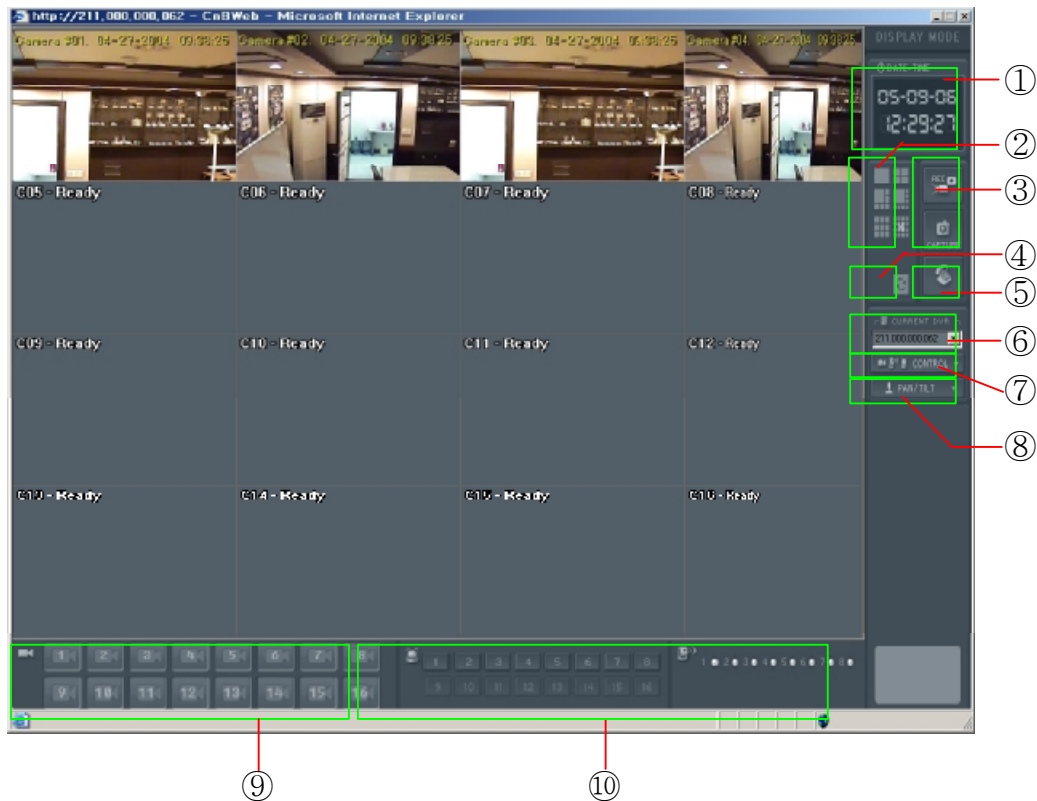 http://211,000,000,062 - CnBWeb - Microsoft Internet Explorer
Camera #01. 04-27-2004 09:38:25
Camera #02. 04-27-2004 09:38:25
Camera #03. 04-27-2004 09:38:25
Camera #04. 04-27-2004 09:38:25
DISPLAY MODE
DATE-TIME
05-09-06
12:29:27
①
②
REC
③
CAPTURE
④
⑤
C05 - Ready
C06 - Ready
C07 - Ready
C08 - Ready
CURRENT DVR
211,000,000,062
⑥
CONTROL
⑦
PAN/TILT
⑧
C09 - Ready
C10 - Ready
C11 - Ready
C12 - Ready
C13 - Ready
C14 - Ready
C15 - Ready
C16 - Ready
1 2 3 4 5 6 7 8
9 10 11 12 13 14 15 16
1 2 3 4 5 6 7 8
9 10 11 12 13 14 15 16
1 2 3 4 5 6 7 8
⑨
⑩